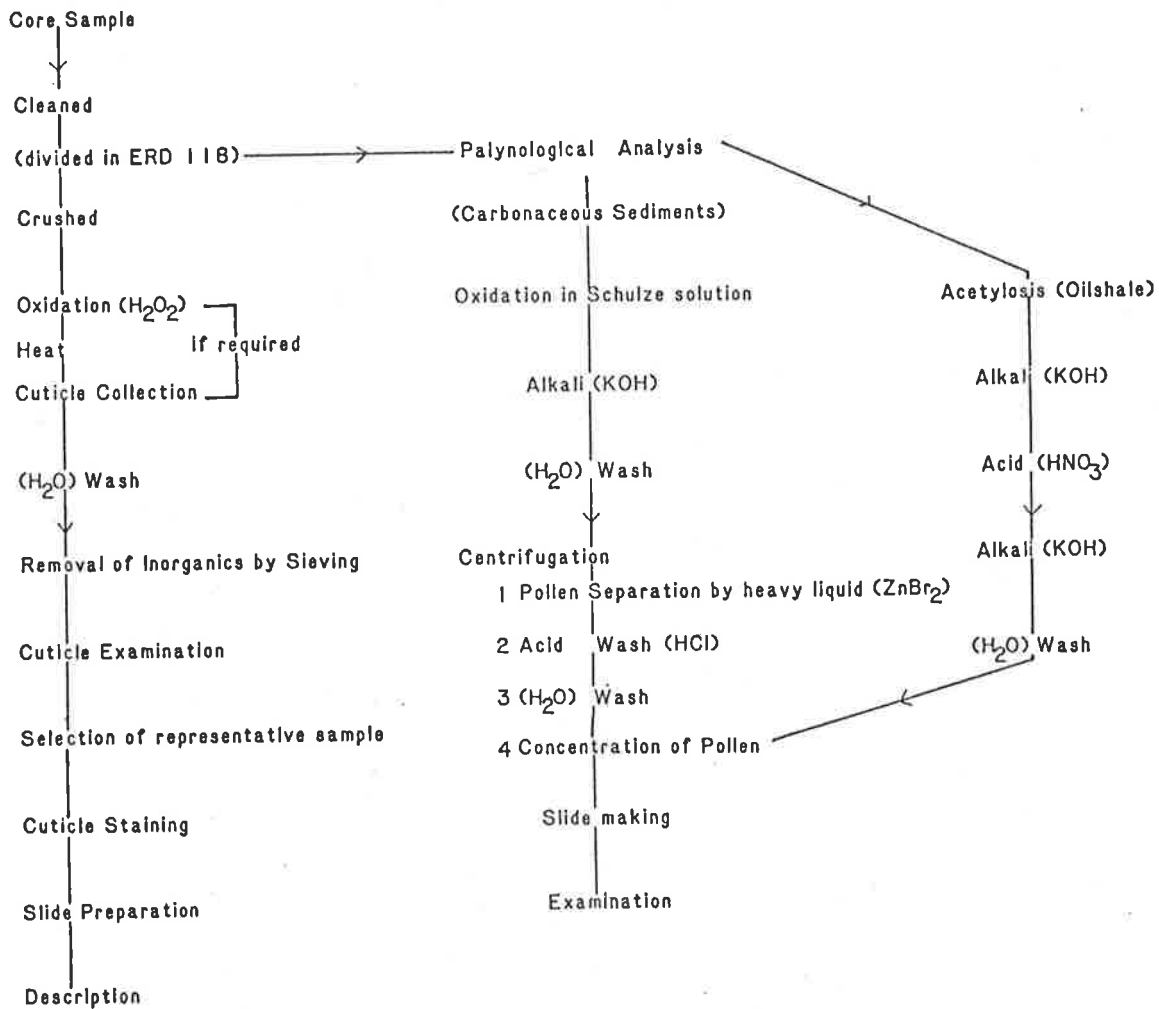 Core Sample
Cleaned
(divided in ERD 118)
Crushed
Oxidation (H₂O₂)
Heat
if required
Cuticle Collection
(H₂O) Wash
Removal of Inorganics by Sieving
Cuticle Examination
Selection of representative sample
Cuticle Staining
Slide Preparation
Description
Palynological Analysis
(Carbonaceous Sediments)
Oxidation in Schulze solution
Alkali (KOH)
(H₂O) Wash
Centrifugation
1 Pollen Separation by heavy liquid (ZnBr₂)
2 Acid Wash (HCl)
3 (H₂O) Wash
4 Concentration of Pollen
Slide making
Examination
Acetylosis (Oilshale)
Alkali (KOH)
Acid (HNO₃)
Alkali (KOH)
(H₂O) Wash